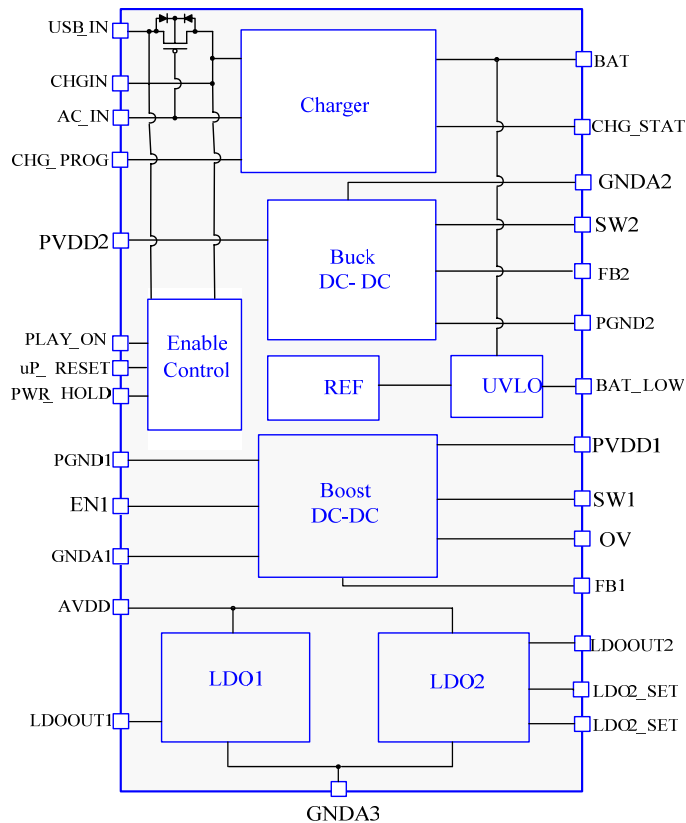 USB_IN
CHGIN
AC_IN
CHG_PROG
PVDD2
PLAY_ON
uP_ RESET
PWR_ HOLD
PGND1
EN1
GNDA1
AVDD
LDOOUT1
Charger
Buck
DC- DC
Enable
Control
REF
UVLO
Boost
DC-DC
LDO1
LDO2
BAT
CHG_STAT
GNDA2
SW2
FB2
PGND2
BAT_LOW
PVDD1
SW1
OV
FB1
LDOOUT2
LDO2_SET
LDO2_SET
GNDA3